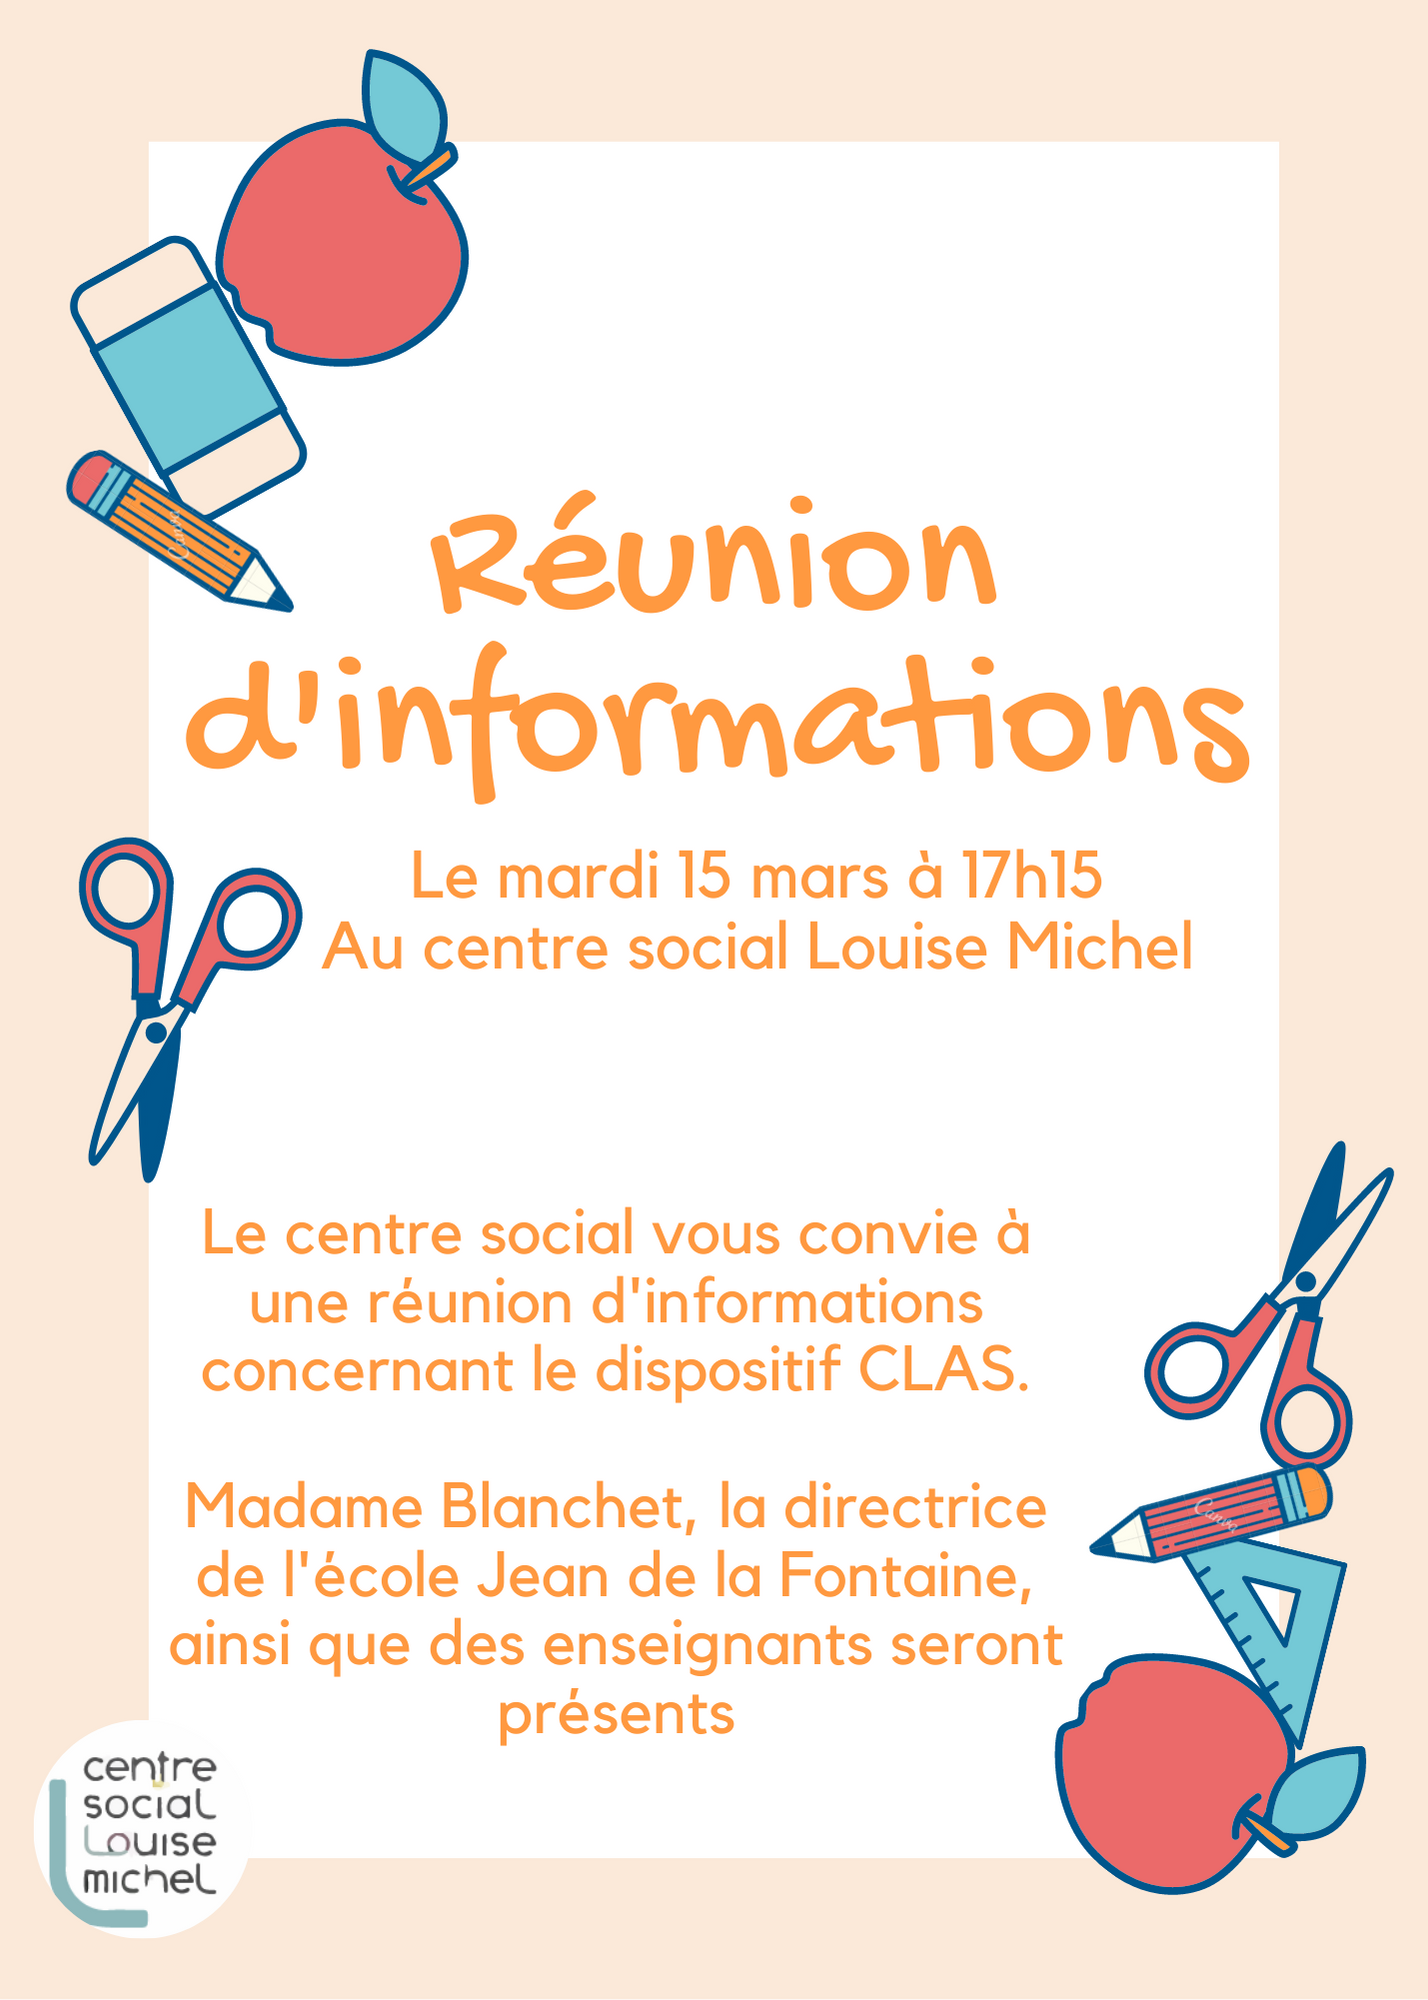 Réunion
d'informations
Le mardi 15 mars à 17h15
Au centre social Louise Michel
Le centre social vous convie à
une réunion d'informations
concernant le dispositif CLAS.
Madame Blanchet, la directrice
de l'école Jean de la Fontaine,
ainsi que des enseignants seront
présents
centre
social
Louise
michel
Canva
Canva